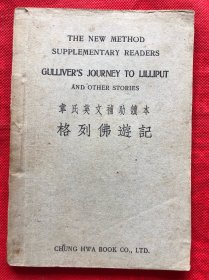 THE NEW METHOD
SUPPLEMENTARY READERS
GULLIVER'S JOURNEY TO LILLIPUT
AND OTHER STORIES
韋氏英文補助讀本
格列佛遊記
CHUNG HWA BOOK CO., LTD.